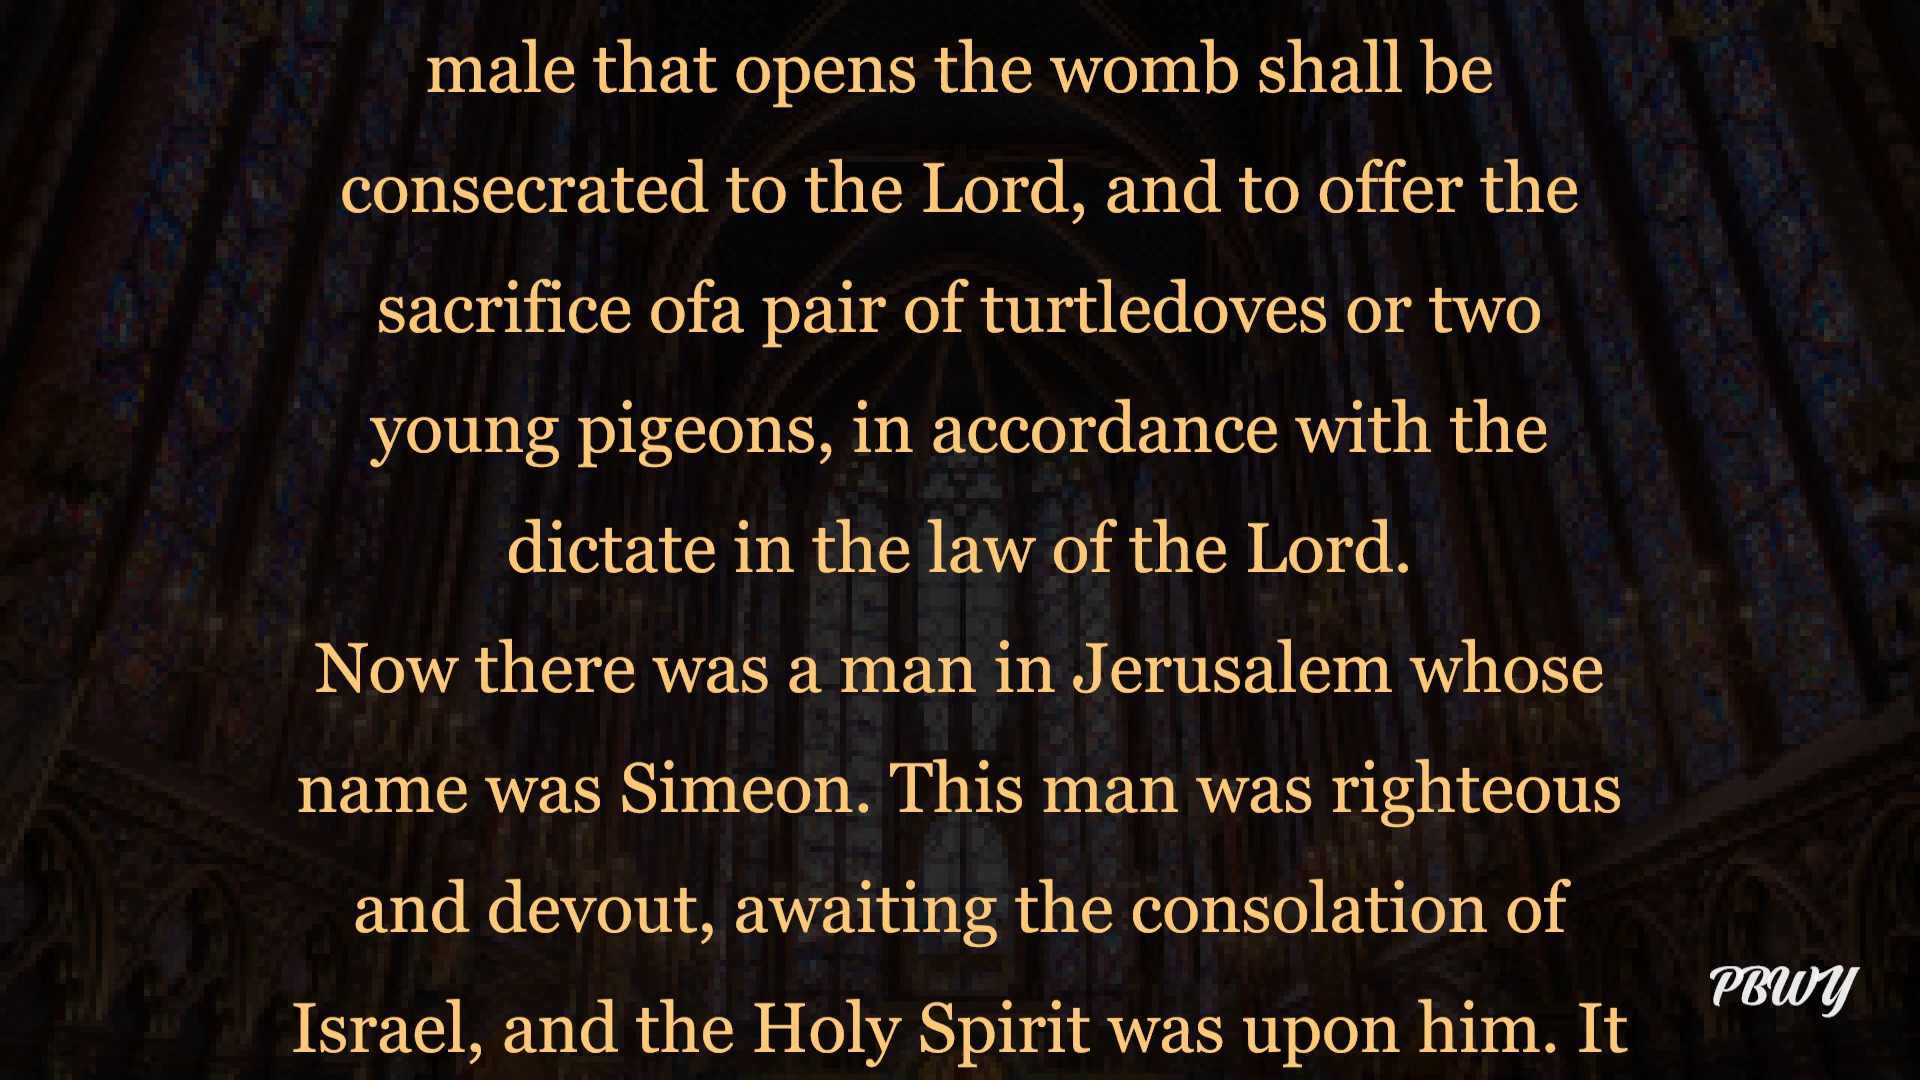 male that opens the womb shall be
consecrated to the Lord, and to offer the
sacrifice ofa pair of turtledoves or two
young pigeons, in accordance with the
dictate in the law of the Lord.
Now there was a man in Jerusalem whose
name was Simeon. This man was righteous
and devout, awaiting the consolation of
Israel, and the Holy Spirit was upon him. It
PBWY